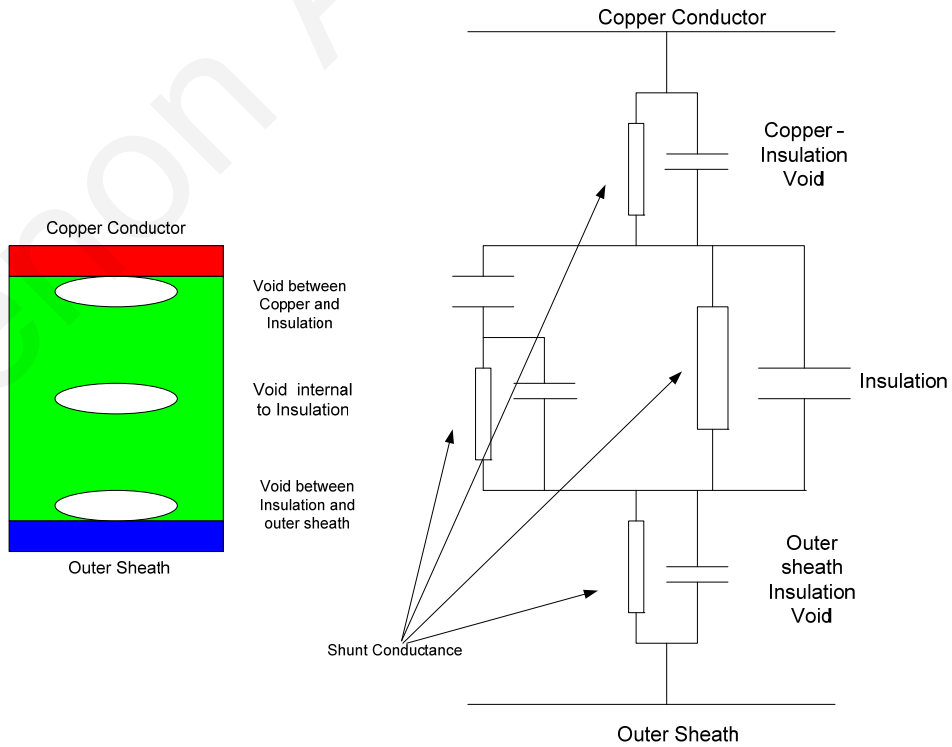 Copper Conductor
Void between
Copper and
Insulation
Void internal
to Insulation
Void between
Insulation and
outer sheath
Outer Sheath
Copper Conductor
Copper -
Insulation
Void
Insulation
Outer
sheath
Insulation
Void
Shunt Conductance
Outer Sheath